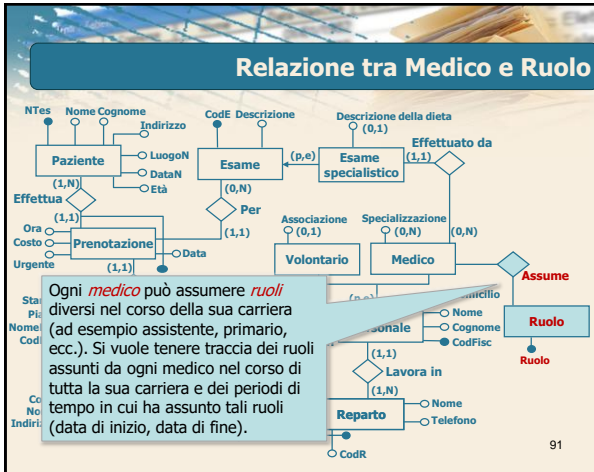 Relazione tra Medico e Ruolo
NTes
Nome Cognome
Indirizzo
CodE Descrizione
Descrizione della dieta
(0,1)
Effettuato da
Paziente
LuogoN
DataN
Età
Esame
(p,e)
Esame
specialistico
(1,1)
(1,N)
Effettua
(1,1)
(0,N)
Per
(1,1)
Ora
Costo
Urgente
Prenotazione
Data
(1,1)
Associazione
(0,1)
Specializzazione
(0,N)
(0,N)
Volontario
Medico
Assume
Ruolo
Ruolo
Ogni medico può assumere ruoli
diversi nel corso della sua carriera
(ad esempio assistente, primario,
ecc.). Si vuole tenere traccia dei ruoli
assunti da ogni medico nel corso di
tutta la sua carriera e dei periodi di
tempo in cui ha assunto tali ruoli
(data di inizio, data di fine).
Nome
Cognome
CodFisc
(1,1)
Lavora in
(1,N)
Reparto
Nome
Telefono
CodR
91